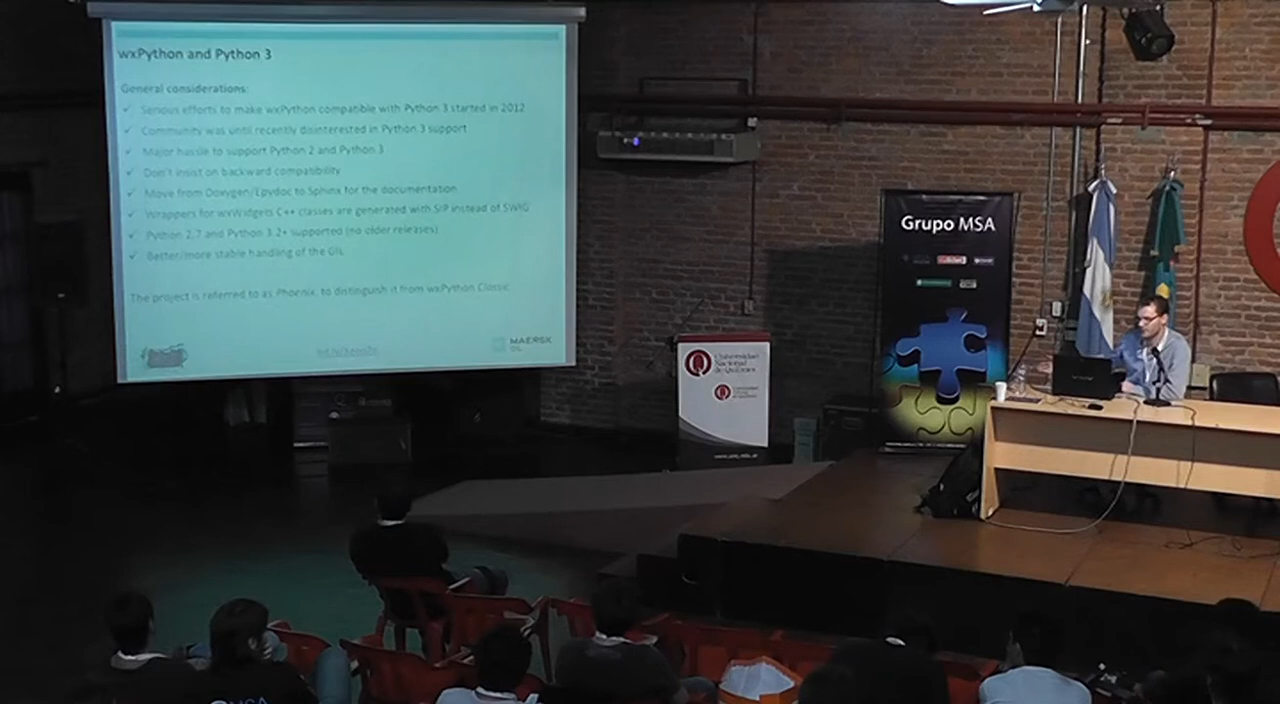 wxPython and Python 3
General considerations:
✓ Serious efforts to make wxPython compatible with Python 3 started in 2012
✓ Community was until recently disinterested in Python 3 support
✓ Major hassle to support Python 2 and Python 3
✓ Don't insist on backward compatibility
✓ Move from Doxygen/Epydoc to Sphinx for the documentation
✓ Wrappers for wxWidgets C++ classes are generated with SIP instead of SWIG
✓ Python 2.7 and Python 3.2+ supported (no older releases)
✓ Better/more stable handling of the GIL
The project is referred to as Phoenix, to distinguish it from wxPython Classic
MAERSK
OIL
Grupo MSA
Universidad
Nacional
de Quilmes
MSA